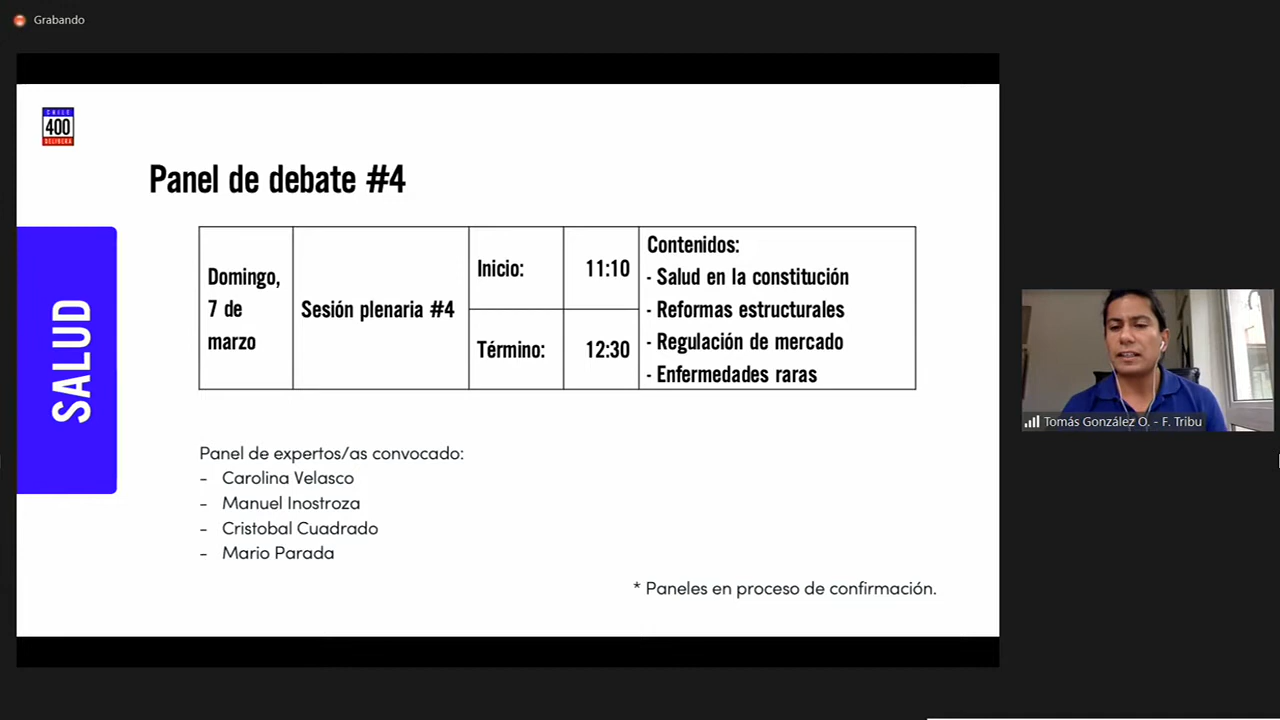 Grabando
CHILE
400
DELIBERA
Panel de debate #4
SALUD
Domingo,
7 de
marzo
Sesión plenaria #4
Inicio:
11:10
Término:
12:30
Contenidos:
- Salud en la constitución
- Reformas estructurales
- Regulación de mercado
- Enfermedades raras
Panel de expertos/as convocado:
- Carolina Velasco
- Manuel Inostroza
- Cristobal Cuadrado
- Mario Parada
* Paneles en proceso de confirmación.
Tomás González O. - F. Tribu